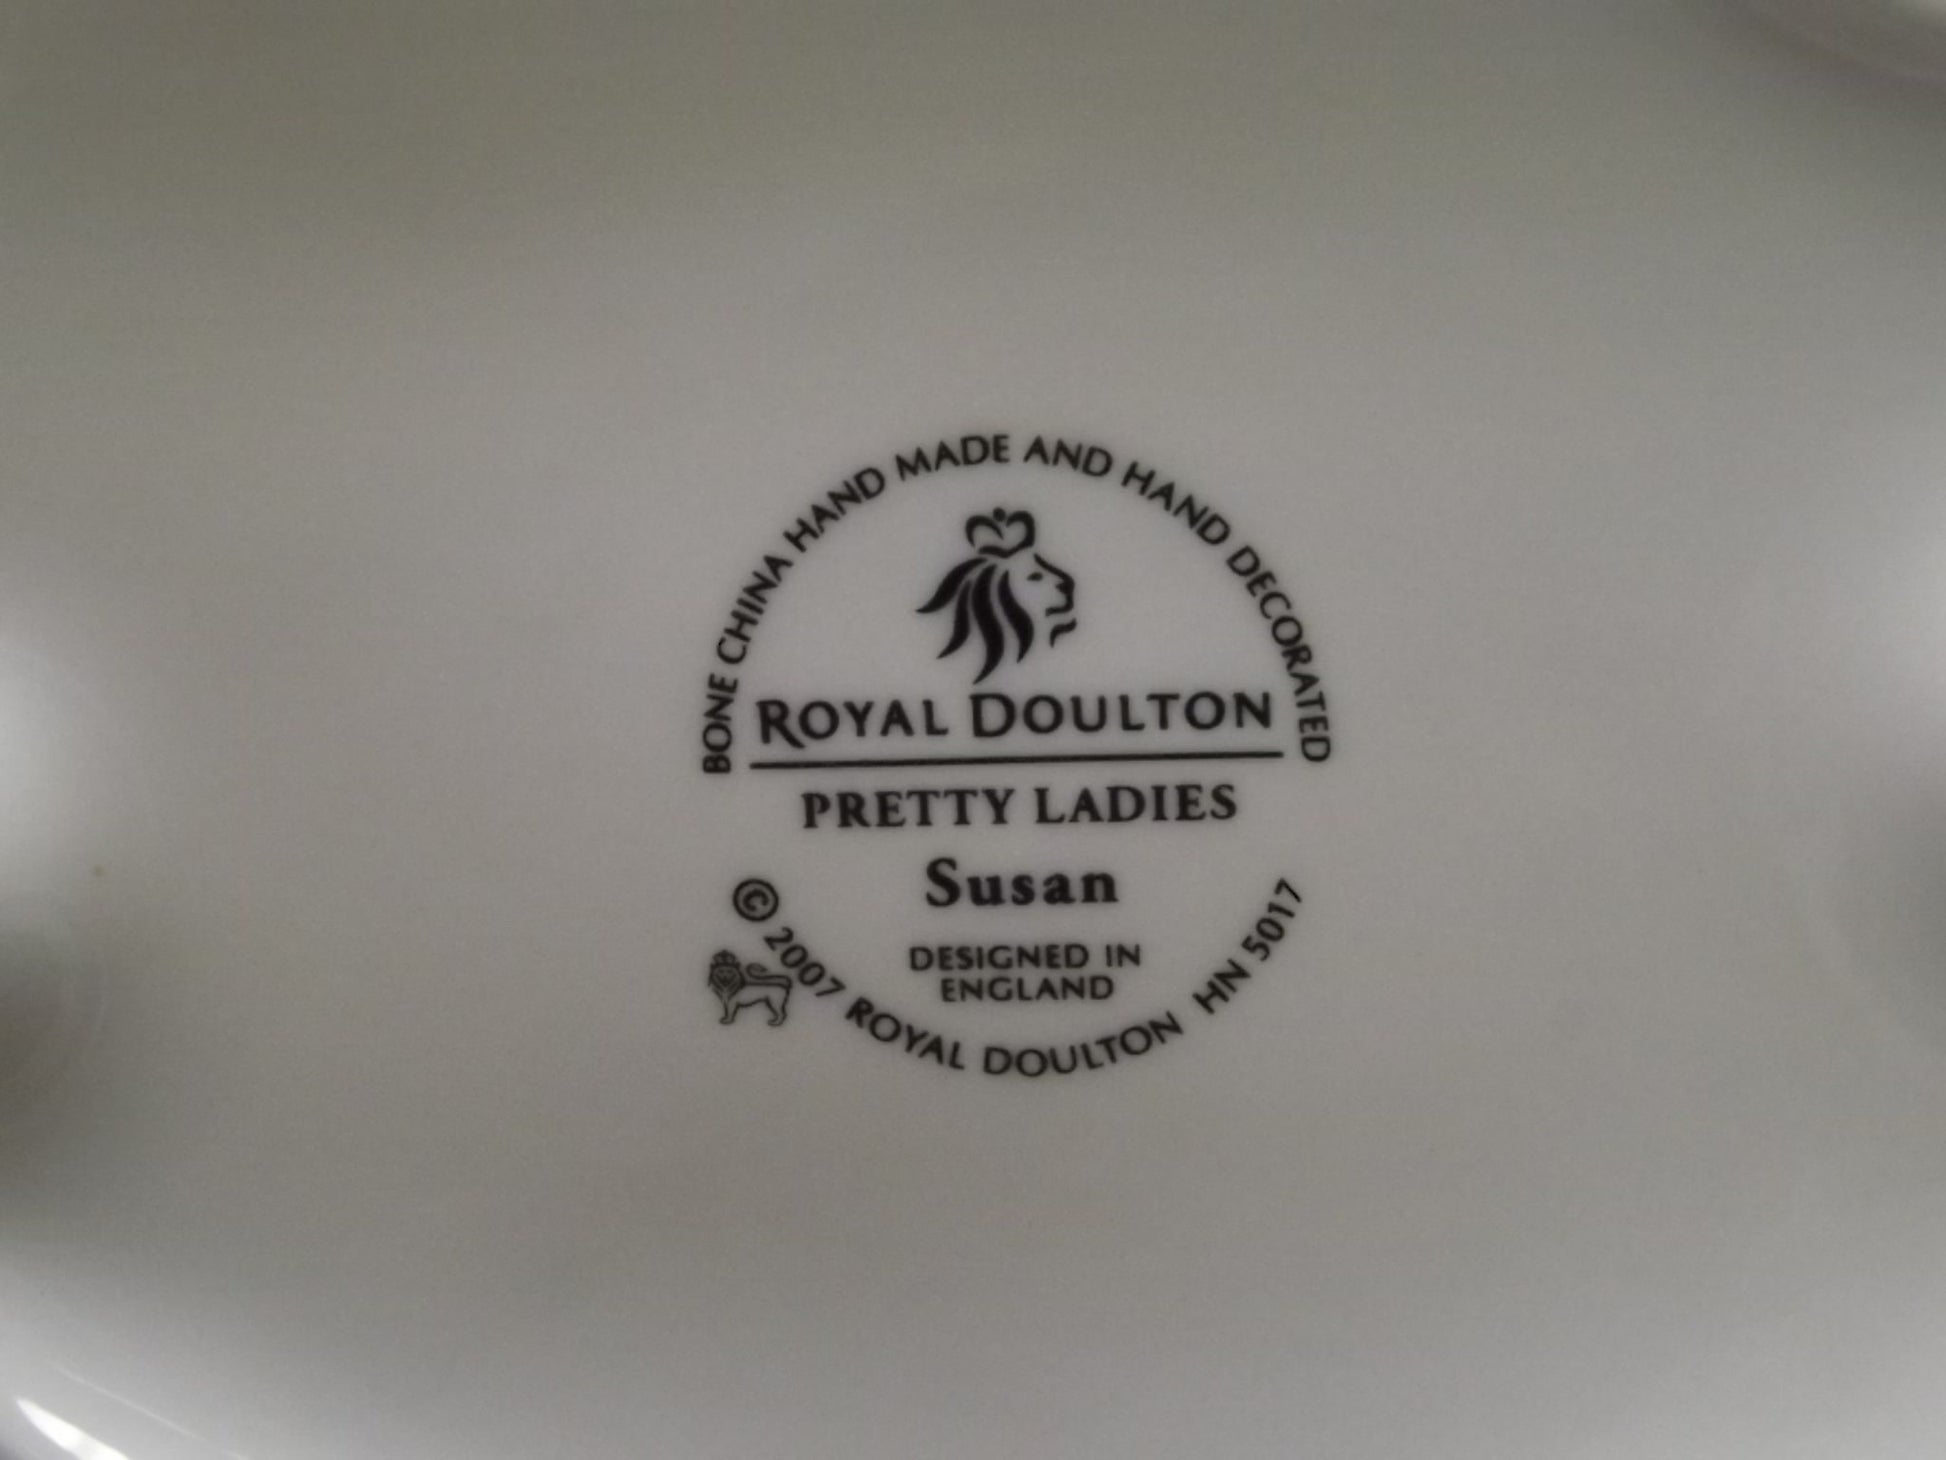 BONE CHINA HAND MADE AND HAND DECORATED
ROYAL DOULTON
PRETTY LADIES
Susan
DESIGNED IN
ENGLAND
© 2007 ROYAL DOULTON HN 5017